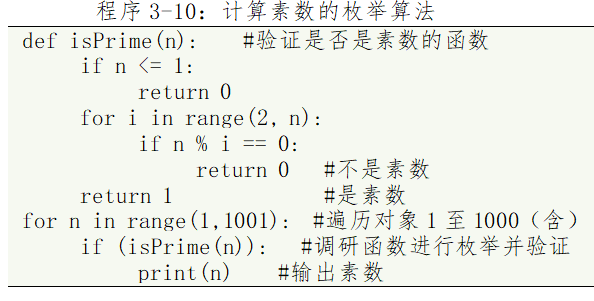 程序 3-10：计算素数的枚举算法
def isPrime(n):   #验证是否是素数的函数
    if n <= 1:
        return 0
    for i in range(2, n):
        if n % i == 0:
            return 0   #不是素数
    return 1           #是素数
for n in range(1,1001): #遍历对象 1 至 1000（含）
    if (isPrime(n)):   #调研函数进行枚举并验证
        print(n)    #输出素数